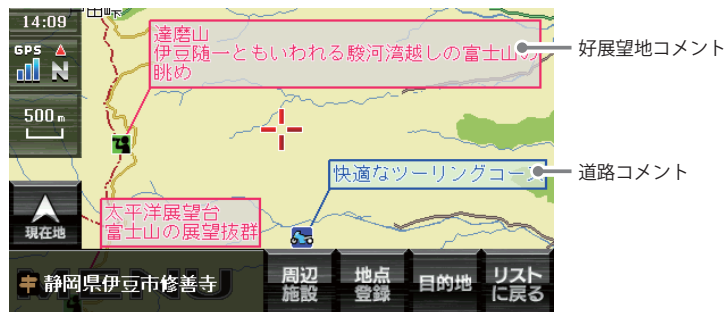 14:09
戸田峠
達磨山
伊豆随一ともいわれる駿河湾越しの富士山の
眺め
好展望地コメント
GPS
N
500m
快適なツーリングコース
道路コメント
太平洋展望台
富士山の展望抜群
現在地
MENU
静岡県伊豆市修善寺
周辺
施設
地点
登録
目的地
リスト
に戻る